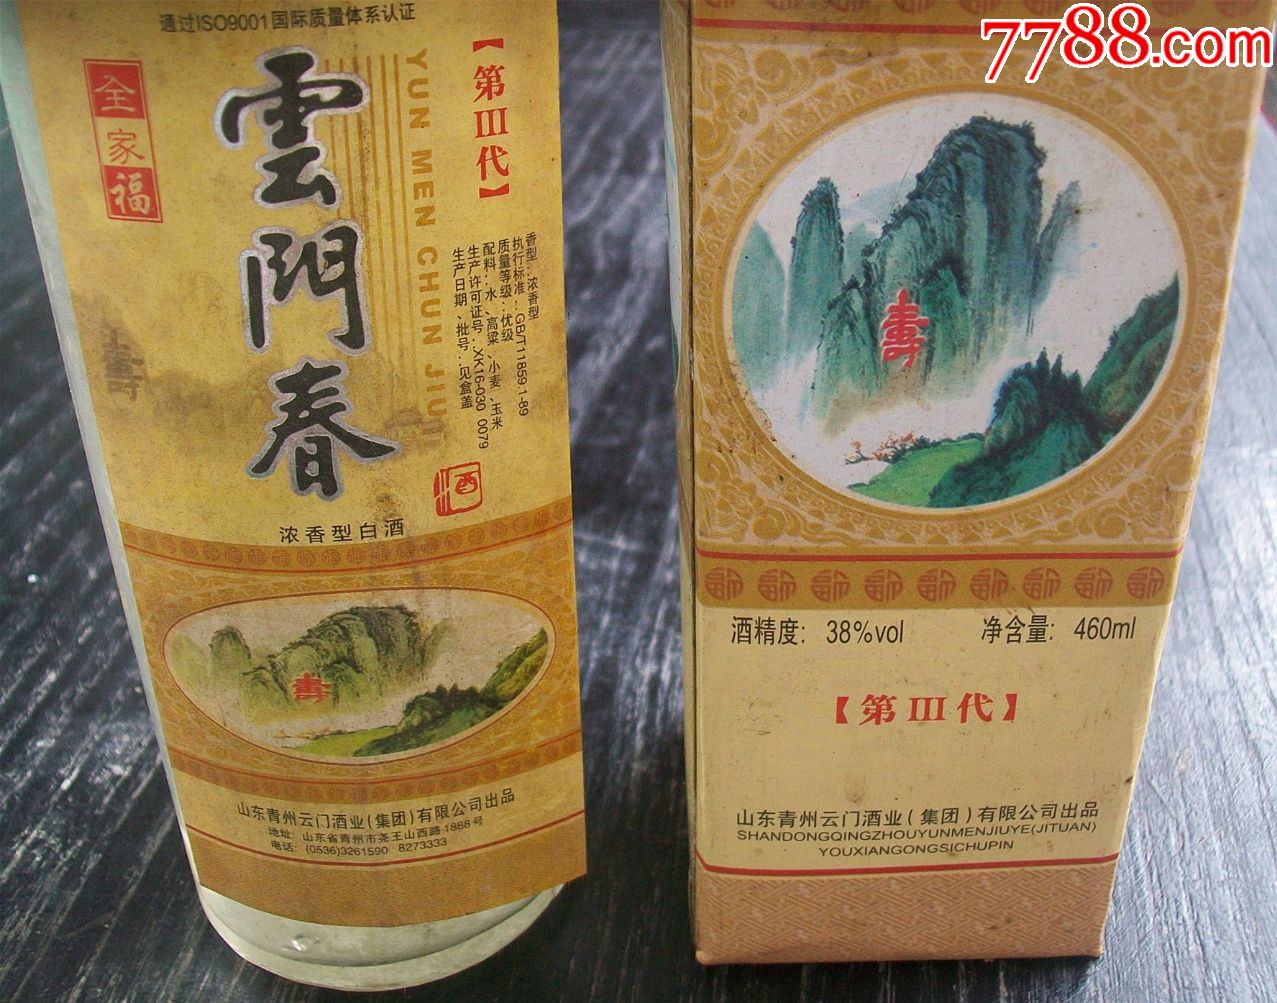 通过ISO9001国际质量体系认证
全家福
雲門春
YUN MEN CHUN JIU
【第III代】
香型:浓香型
执行标准:GB/T11859.1-89
质量等级:优级
配料:水、高粱、小麦、玉米
生产许可证号:XK16-030 0079
生产日期、批号:见盒盖
酒
浓香型白酒
寿
壽
山东青州云门酒业(集团)有限公司出品
地址: 山东省青州市尧王山西路1888号
电话: (0536)3261590 8273333
7788.com
壽
酒精度: 38%vol 净含量: 460ml
【第III代】
山东青州云门酒业(集团)有限公司出品
SHANDONGQINGZHOUYUNMENJIUYE(JITUAN)
YOUXIANGONGSICHUPIN